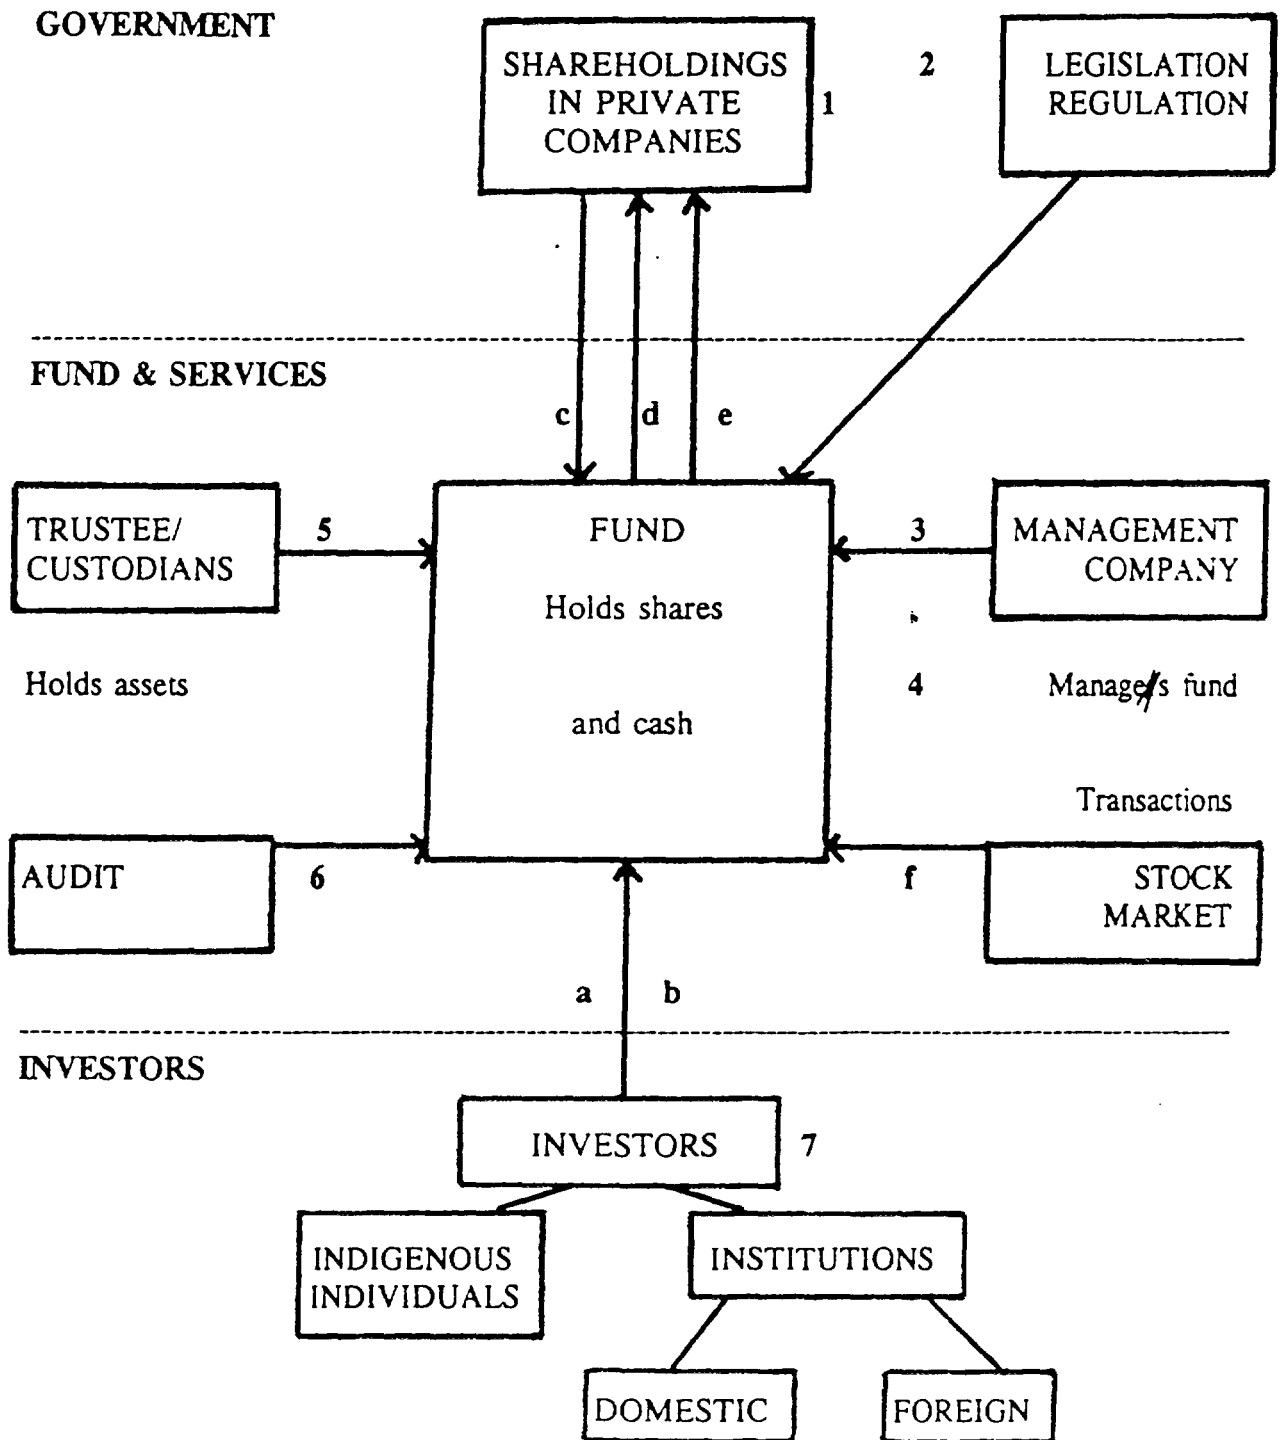 GOVERNMENT
SHAREHOLDINGS
IN PRIVATE
COMPANIES
1
2
LEGISLATION
REGULATION
FUND & SERVICES
c
d
e
TRUSTEE/
CUSTODIANS
5
FUND
Holds shares
and cash
3
MANAGEMENT
COMPANY
Holds assets
4
Manage/s fund
Transactions
AUDIT
6
f
STOCK
MARKET
a
b
INVESTORS
INVESTORS
7
INDIGENOUS
INDIVIDUALS
INSTITUTIONS
DOMESTIC
FOREIGN